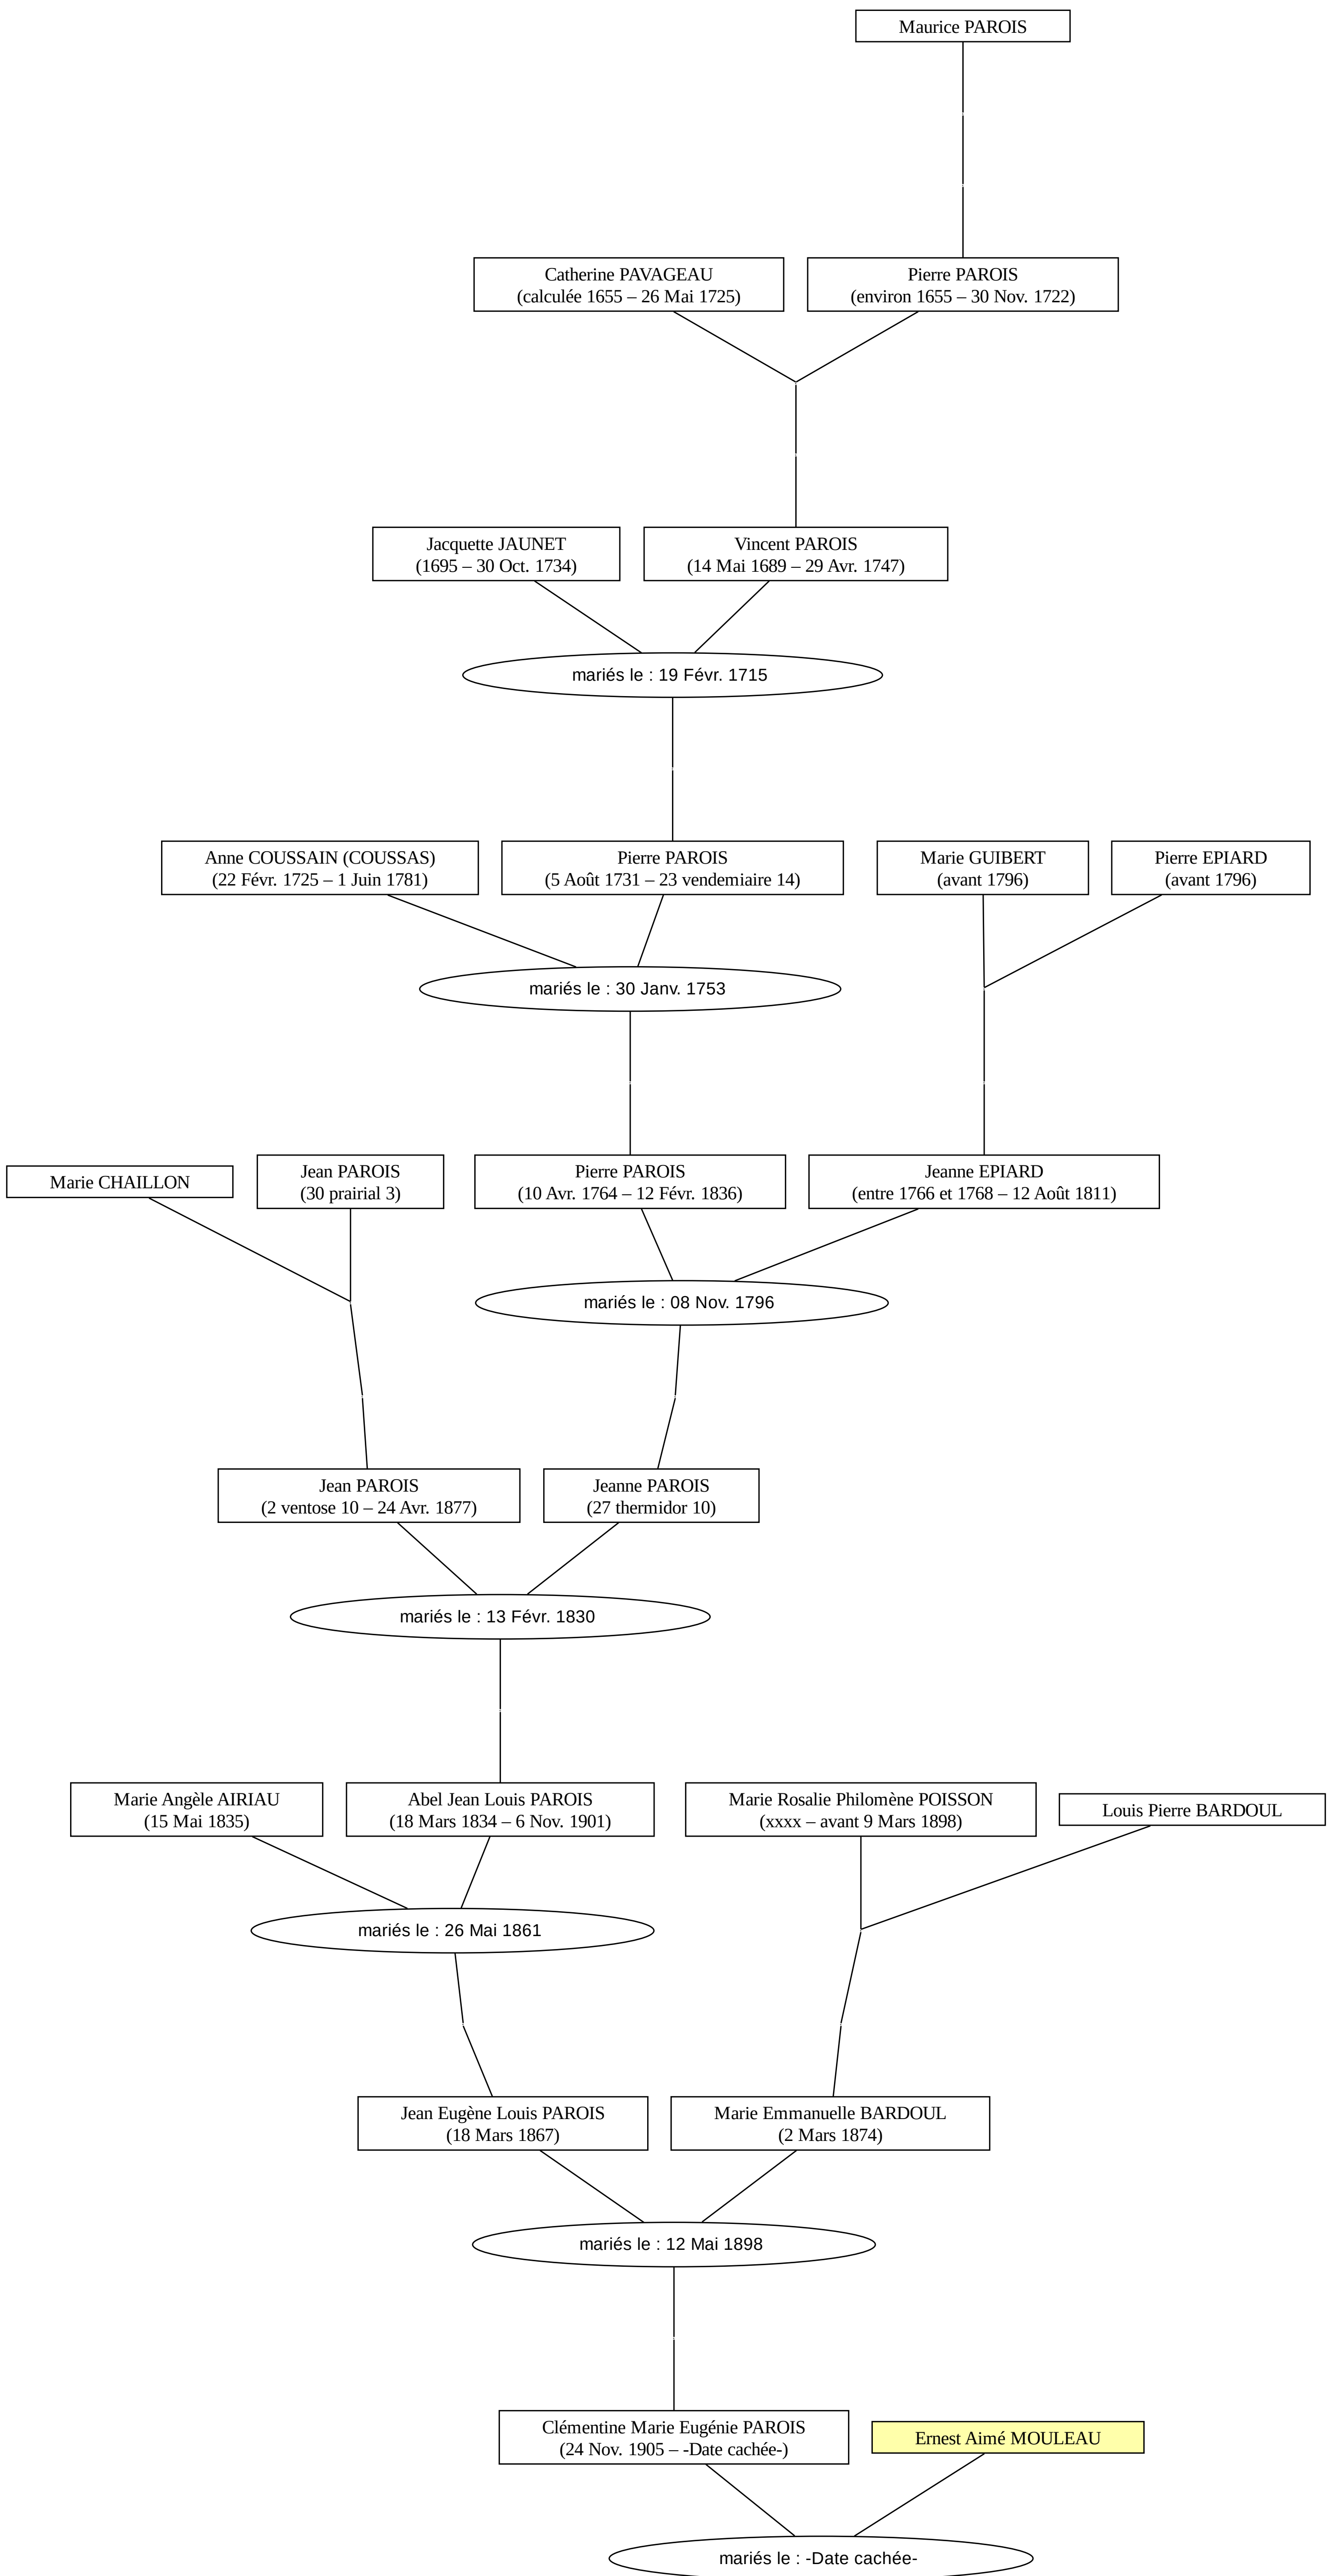 Maurice PAROIS
Catherine PAVAGEAU
(calculée 1655 – 26 Mai 1725)
Pierre PAROIS
(environ 1655 – 30 Nov. 1722)
Jacquette JAUNET
(1695 – 30 Oct. 1734)
Vincent PAROIS
(14 Mai 1689 – 29 Avr. 1747)
mariés le : 19 Févr. 1715
Anne COUSSAIN (COUSSAS)
(22 Févr. 1725 – 1 Juin 1781)
Pierre PAROIS
(5 Août 1731 – 23 vendemiaire 14)
Marie GUIBERT
(avant 1796)
Pierre EPIARD
(avant 1796)
mariés le : 30 Janv. 1753
Marie CHAILLON
Jean PAROIS
(30 prairial 3)
Pierre PAROIS
(10 Avr. 1764 – 12 Févr. 1836)
Jeanne EPIARD
(entre 1766 et 1768 – 12 Août 1811)
mariés le : 08 Nov. 1796
Jean PAROIS
(2 ventose 10 – 24 Avr. 1877)
Jeanne PAROIS
(27 thermidor 10)
mariés le : 13 Févr. 1830
Marie Angèle AIRIAU
(15 Mai 1835)
Abel Jean Louis PAROIS
(18 Mars 1834 – 6 Nov. 1901)
Marie Rosalie Philomène POISSON
(xxxx – avant 9 Mars 1898)
Louis Pierre BARDOUL
mariés le : 26 Mai 1861
Jean Eugène Louis PAROIS
(18 Mars 1867)
Marie Emmanuelle BARDOUL
(2 Mars 1874)
mariés le : 12 Mai 1898
Clémentine Marie Eugénie PAROIS
(24 Nov. 1905 – -Date cachée-)
Ernest Aimé MOULEAU
mariés le : -Date cachée-